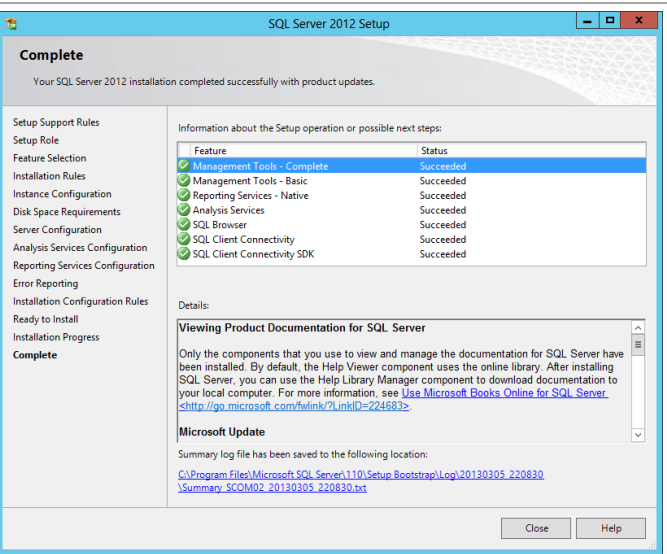 SQL Server 2012 Setup
Complete
Your SQL Server 2012 installation completed successfully with product updates.
Setup Support Rules
Setup Role
Feature Selection
Installation Rules
Instance Configuration
Disk Space Requirements
Server Configuration
Analysis Services Configuration
Reporting Services Configuration
Error Reporting
Installation Configuration Rules
Ready to Install
Installation Progress
Complete
Information about the Setup operation or possible next steps:
Feature Status
Management Tools - Complete Succeeded
Management Tools - Basic Succeeded
Reporting Services - Native Succeeded
Analysis Services Succeeded
SQL Browser Succeeded
SQL Client Connectivity Succeeded
SQL Client Connectivity SDK Succeeded
Details:
Viewing Product Documentation for SQL Server
Only the components that you use to view and manage the documentation for SQL Server have
been installed. By default, the Help Viewer component uses the online library. After installing
SQL Server, you can use the Help Library Manager component to download documentation to
your local computer. For more information, see Use Microsoft Books Online for SQL Server
<http://go.microsoft.com/fwlink/?LinkID=224683>.
Microsoft Update
Summary log file has been saved to the following location:
C:\Program Files\Microsoft SQL Server\110\Setup Bootstrap\Log\20130305_220830
\Summary_SCOM02_20130305_220830.txt
Close Help